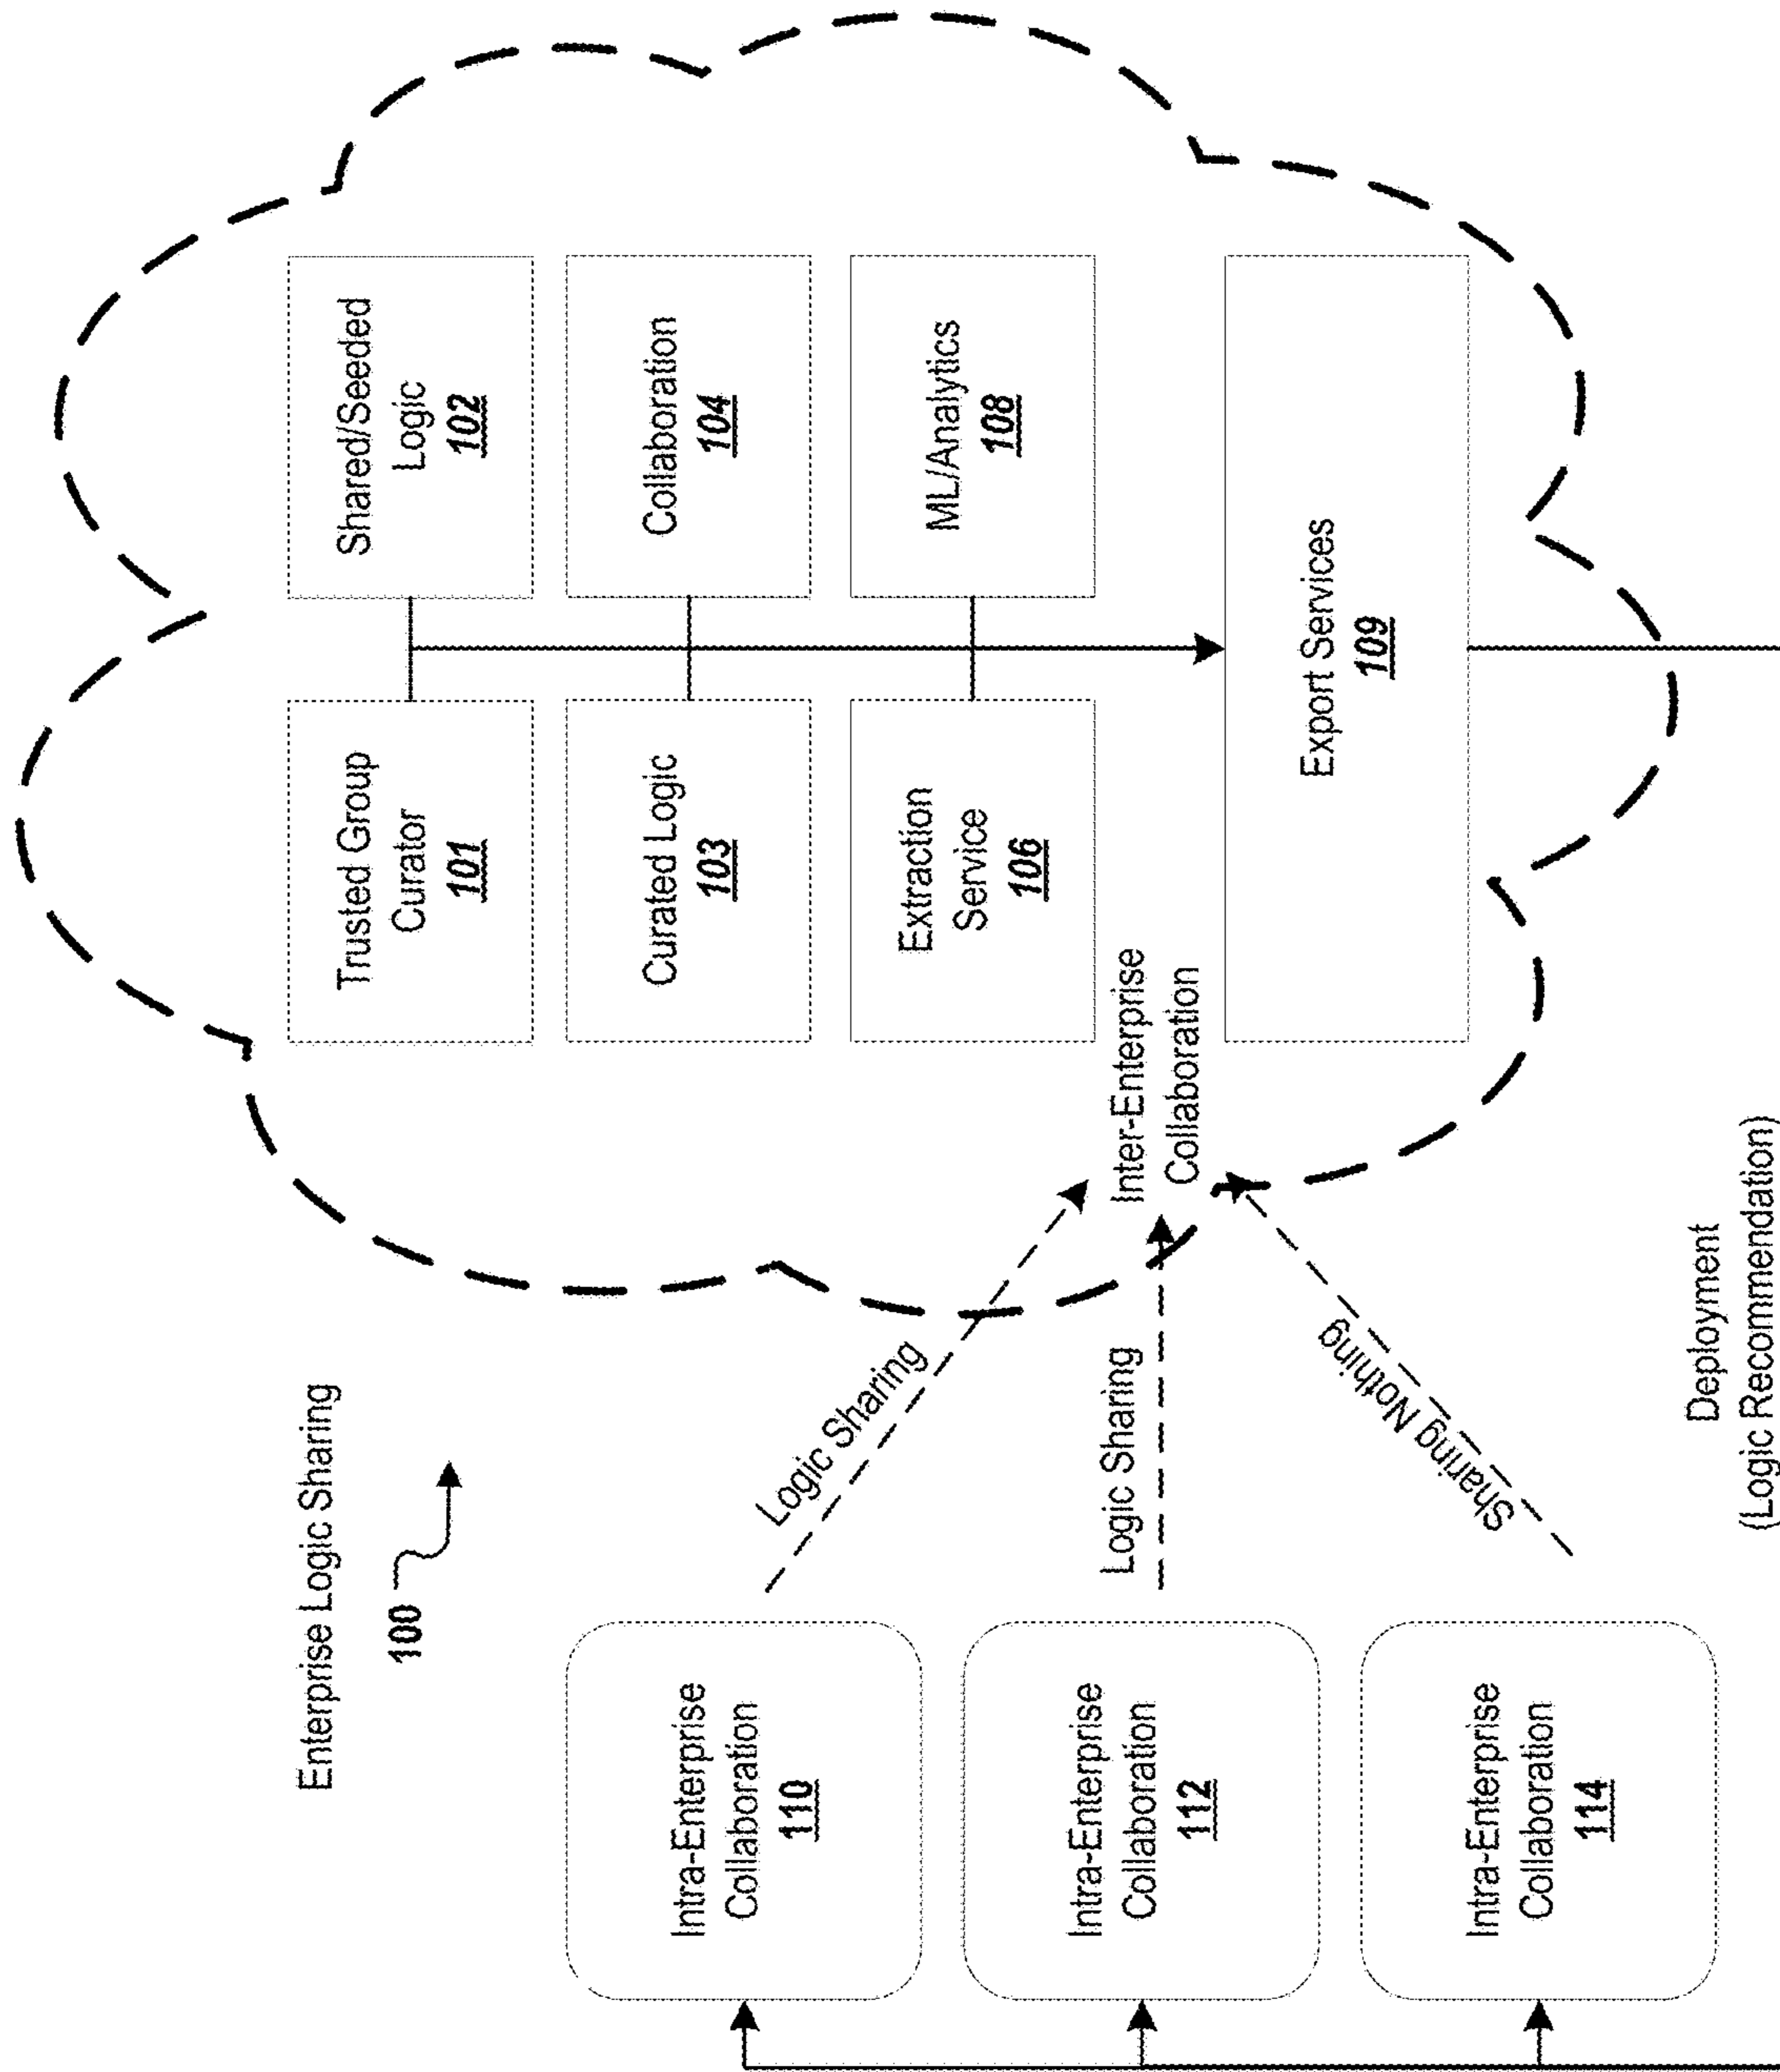 Enterprise Logic Sharing
100
Trusted Group
Curator
101
Shared/Seeded
Logic
102
Curated Logic
103
Collaboration
104
Extraction
Service
106
ML/Analytics
108
Export Services
109
Inter-Enterprise
Collaboration
Logic Sharing
Logic Sharing
Sharing Nothing
Intra-Enterprise
Collaboration
110
Intra-Enterprise
Collaboration
112
Intra-Enterprise
Collaboration
114
Deployment
(Logic Recommendation)